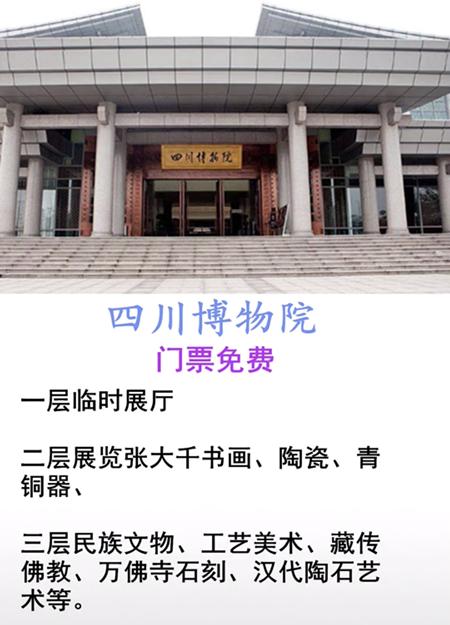 四川博物院
四川博物院
门票免费
一层临时展厅
二层展览张大千书画、陶瓷、青
铜器、
三层民族文物、工艺美术、藏传
佛教、万佛寺石刻、汉代陶石艺
术等。